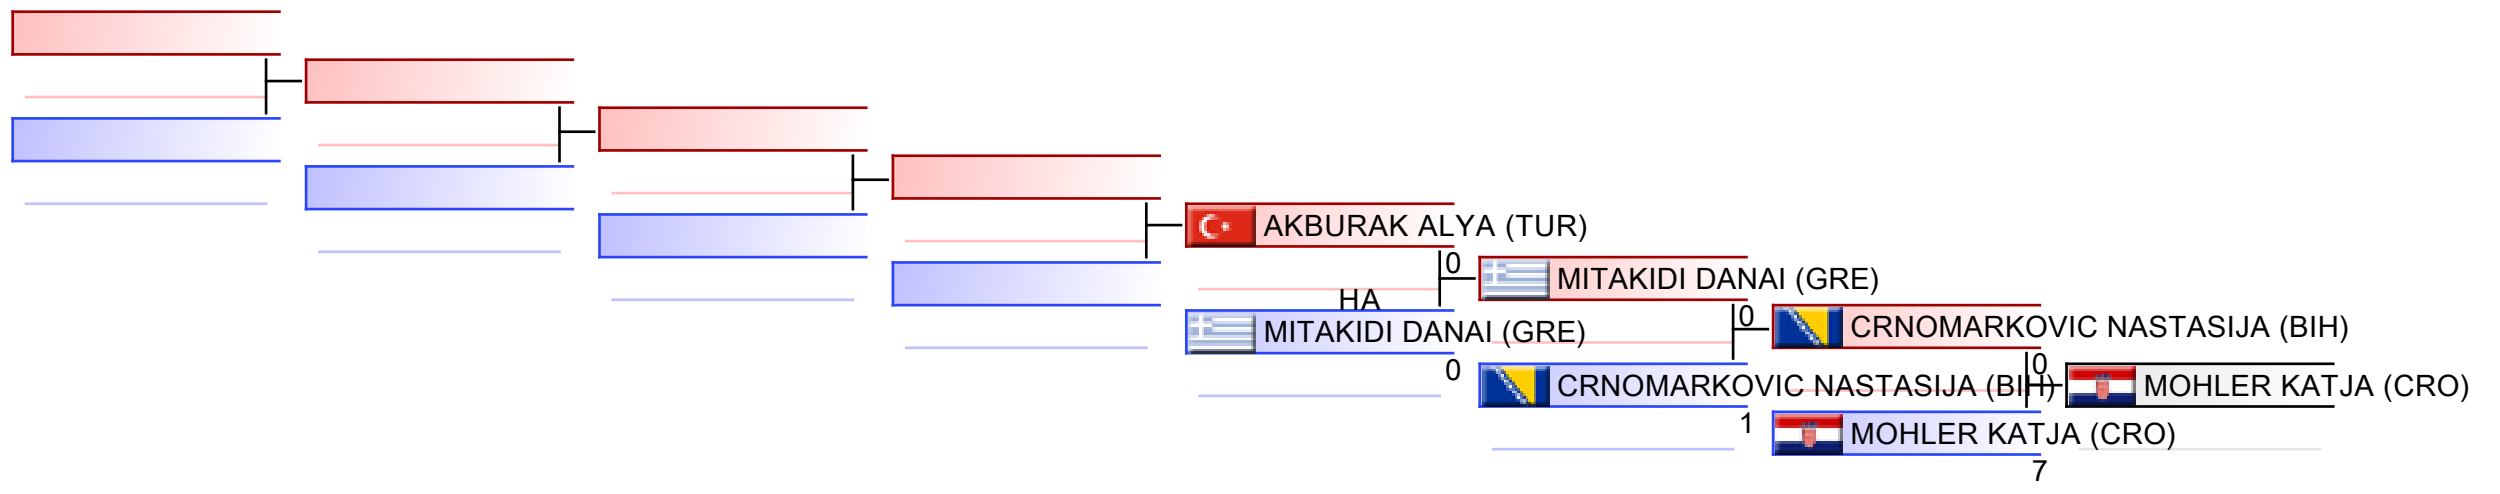 AKBURAK ALYA (TUR)
0
HA
MITAKIDI DANAI (GRE)
0
MITAKIDI DANAI (GRE)
0
CRNOMARKOVIC NASTASIJA (BIH)
1
CRNOMARKOVIC NASTASIJA (BIH)
0
MOHLER KATJA (CRO)
7
MOHLER KATJA (CRO)